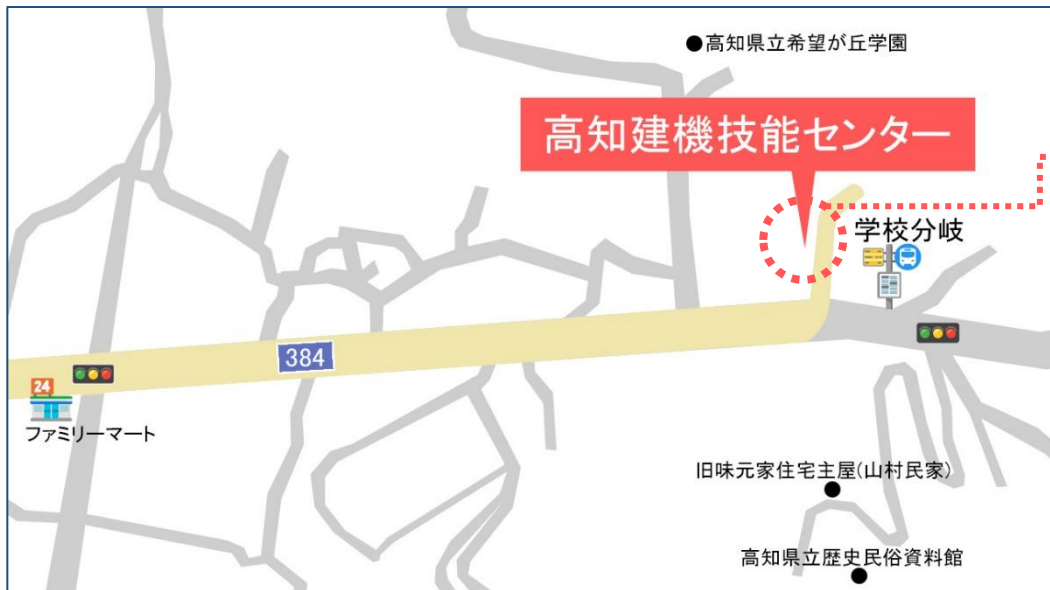 高知県立希望が丘学園
高知建機技能センター
学校分岐
384
24
ファミリーマート
旧味元家住宅主屋(山村民家)
高知県立歴史民俗資料館